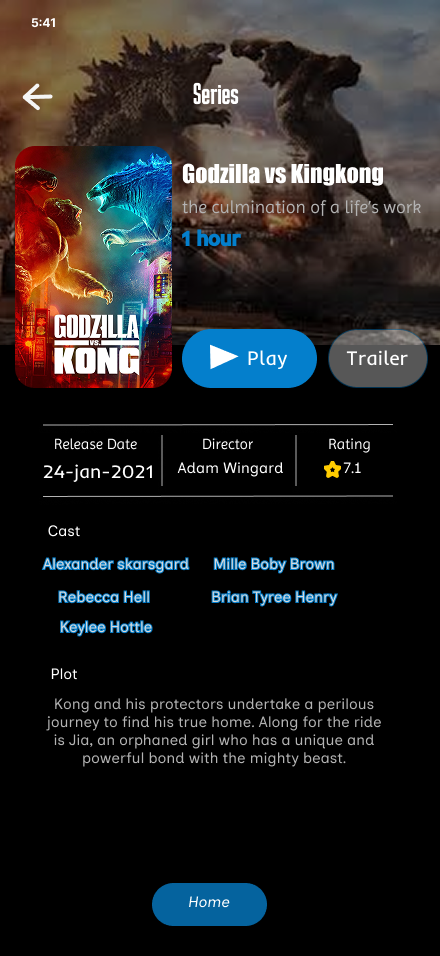 5:41
Series
Godzilla vs Kingkong
the culmination of a life's work
1 hour
GODZILLA
VS.
KONG
Play
Trailer
Release Date
Director
Rating
24-jan-2021
Adam Wingard
7.1
Cast
Alexander skarsgard
Mille Boby Brown
Rebecca Hell
Brian Tyree Henry
Keylee Hottle
Plot
Kong and his protectors undertake a perilous
journey to find his true home. Along for the ride
is Jia, an orphaned girl who has a unique and
powerful bond with the mighty beast.
Home